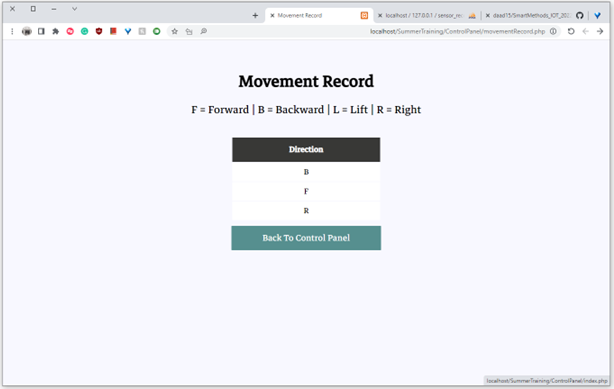 Movement Record
localhost / 127.0.0.1 / sensor_re
daad15/SmartMethods_IOT_202
localhost/SummerTraining/ControlPanel/movementRecord.php
Movement Record
F = Forward | B = Backward | L = Lift | R = Right
Direction
B
F
R
Back To Control Panel
localhost/SummerTraining/ControlPanel/index.php